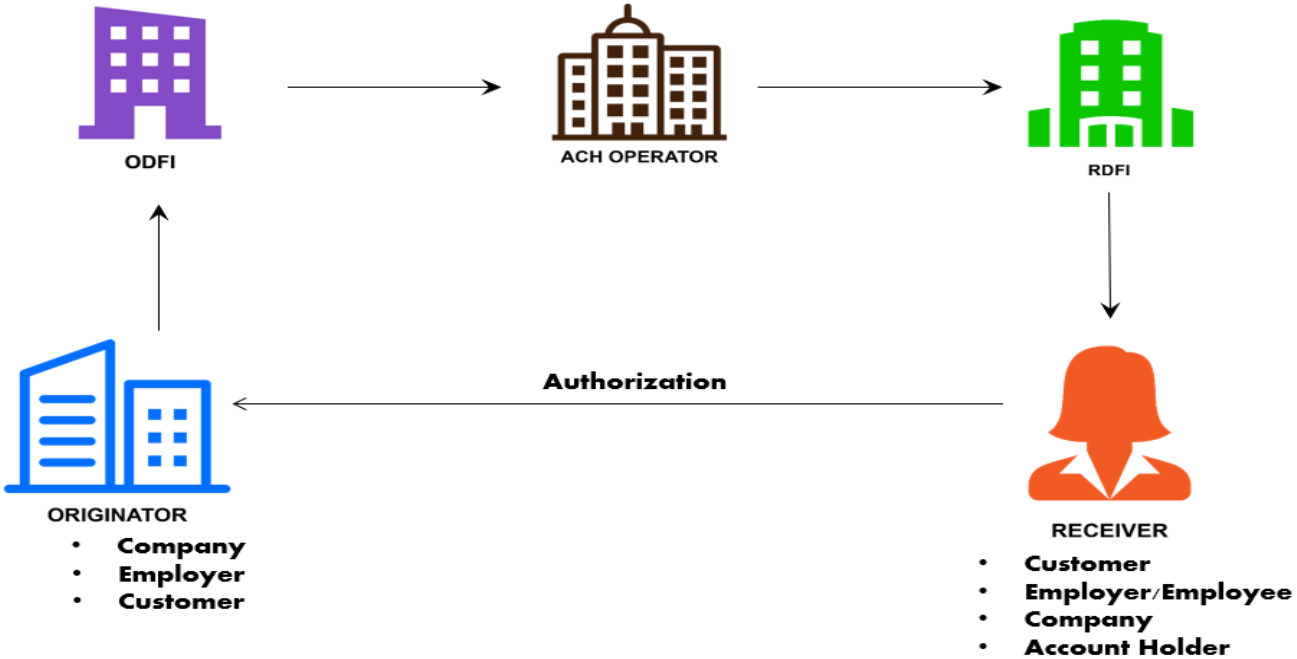 ODFI
ACH OPERATOR
RDFI
Authorization
ORIGINATOR
• Company
• Employer
• Customer
RECEIVER
• Customer
• Employer/Employee
• Company
• Account Holder